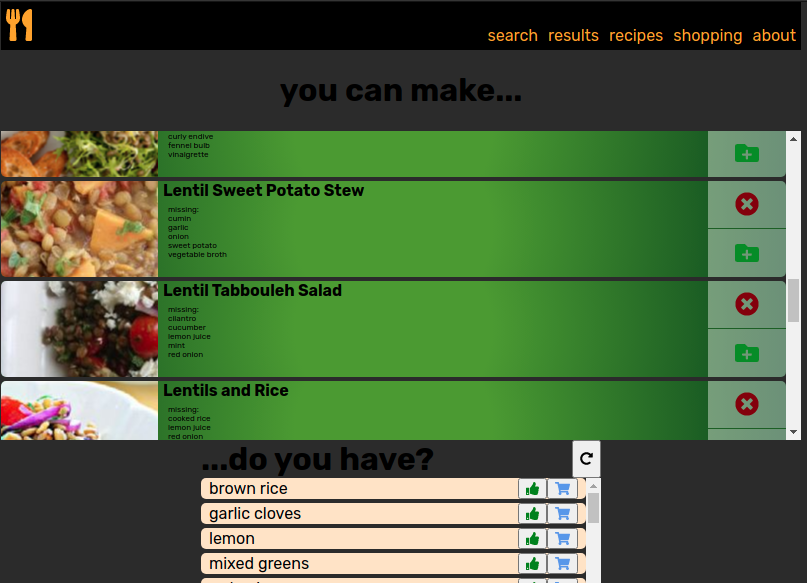 search results recipes shopping about
you can make...
curly endive
fennel bulb
vinaigrette
Lentil Sweet Potato Stew
missing:
cumin
garlic
onion
sweet potato
vegetable broth
Lentil Tabbouleh Salad
missing:
cilantro
cucumber
lemon juice
mint
red onion
Lentils and Rice
missing:
cooked rice
lemon juice
red onion
...do you have?
brown rice
garlic cloves
lemon
mixed greens